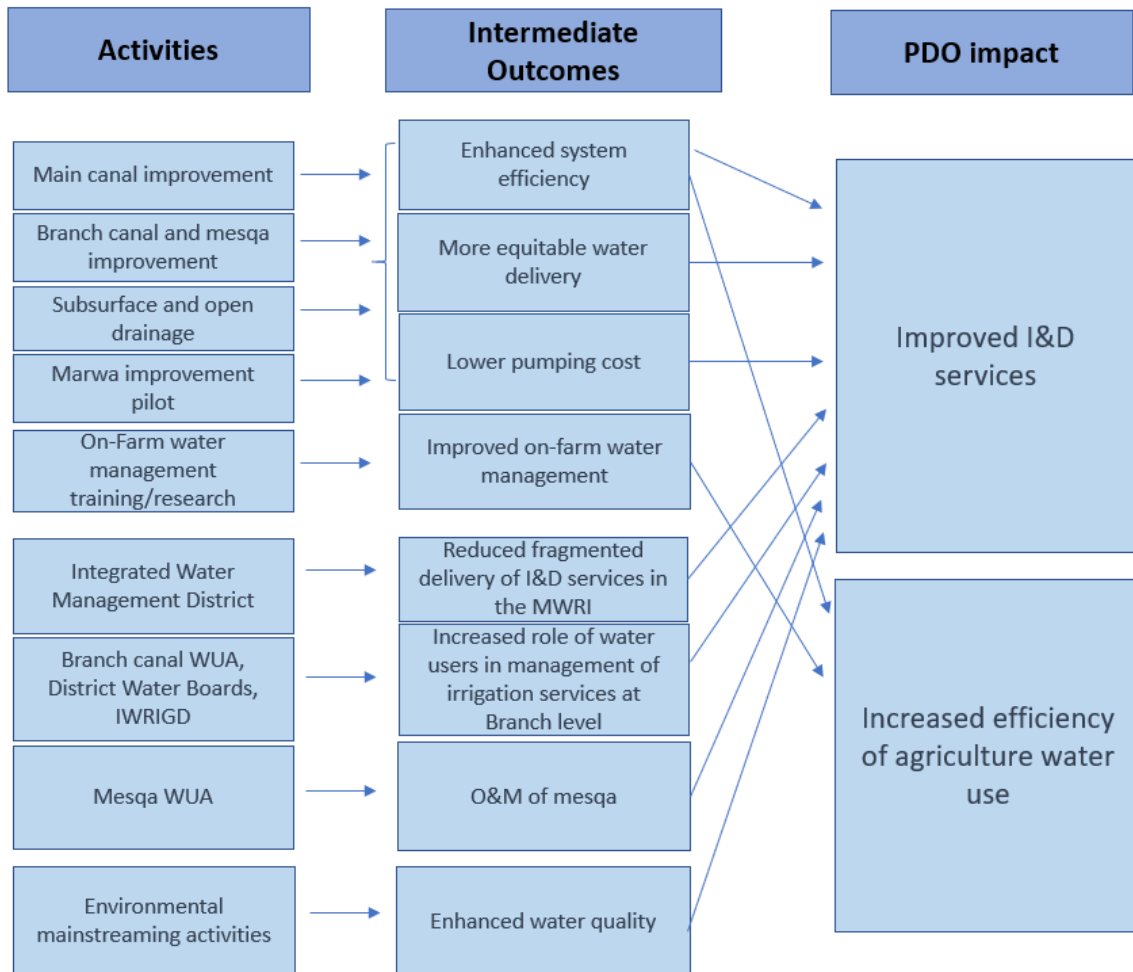 Activities
Intermediate
Outcomes
PDO impact
Main canal improvement
Branch canal and mesqa
improvement
Subsurface and open
drainage
Marwa improvement
pilot
On-Farm water
management
training/research
Integrated Water
Management District
Branch canal WUA,
District Water Boards,
IWRIGD
Mesqa WUA
Environmental
mainstreaming activities
Enhanced system
efficiency
More equitable water
delivery
Lower pumping cost
Improved on-farm water
management
Reduced fragmented
delivery of I&D services in
the MWRI
Increased role of water
users in management of
irrigation services at
Branch level
O&M of mesqa
Enhanced water quality
Improved I&D
services
Increased efficiency
of agriculture water
use